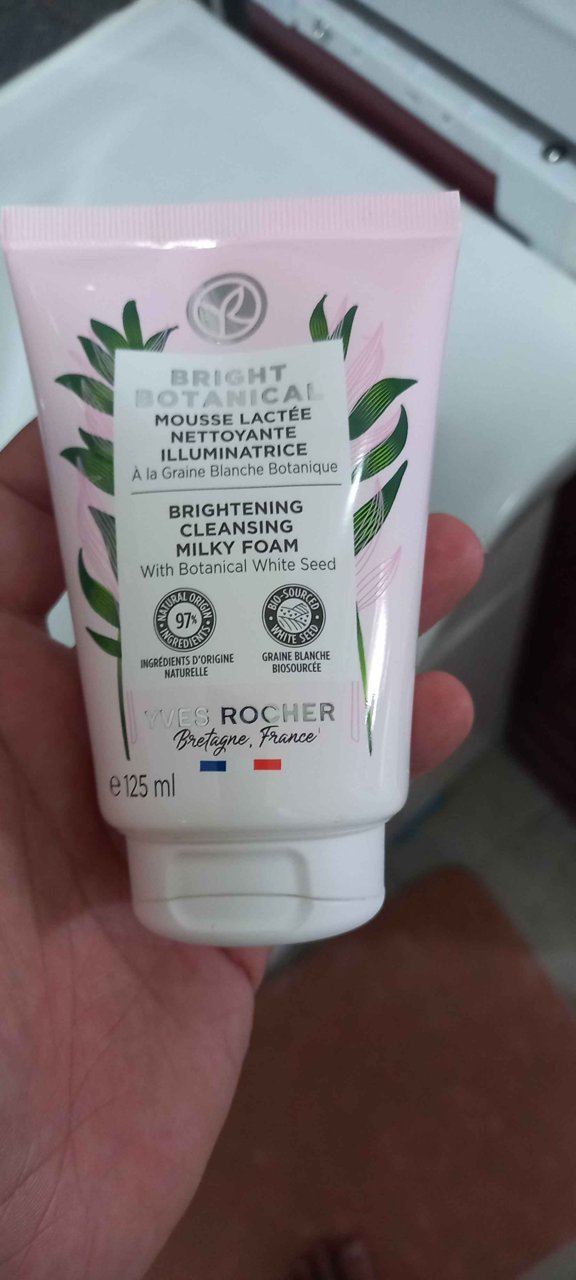 BRIGHT
BOTANICAL
MOUSSE LACTÉE
NETTOYANTE
ILLUMINATRICE
À la Graine Blanche Botanique
BRIGHTENING
CLEANSING
MILKY FOAM
With Botanical White Seed
NATURAL ORIGIN
97%
INGREDIENTS
INGRÉDIENTS D'ORIGINE
NATURELLE
BIO-SOURCED
WHITE SEED
GRAINE BLANCHE
BIOSOURCÉE
YVES ROCHER
Bretagne, France
e 125 ml